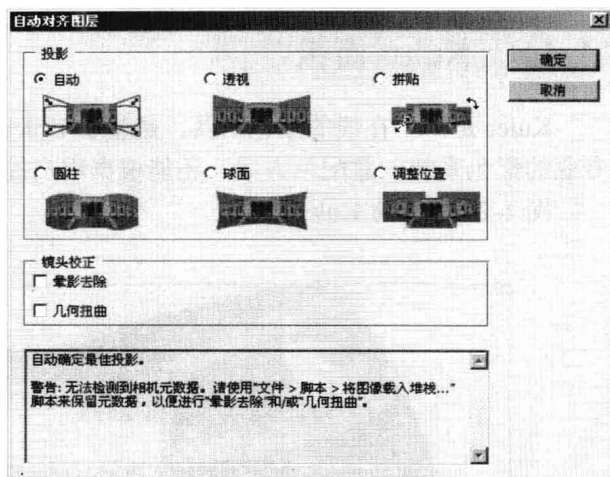 自动对齐图层
投影
自动
透视
拼贴
圆柱
球面
调整位置
确定
取消
镜头校正
晕影去除
几何扭曲
自动确定最佳投影。
警告: 无法检测到相机元数据。请使用"文件 > 脚本 > 将图像载入堆栈..."
脚本来保留元数据，以便进行"晕影去除"和/或"几何扭曲"。